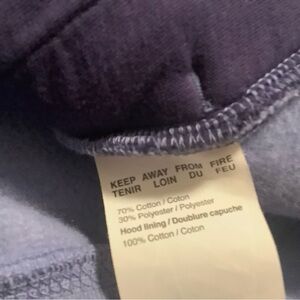 KEEP AWAY FROM FIRE
TENIR LOIN DU FEU
70% Cotton / Coton
30% Polyester / Polyester
Hood lining / Doublure capuche
100% Cotton / Coton